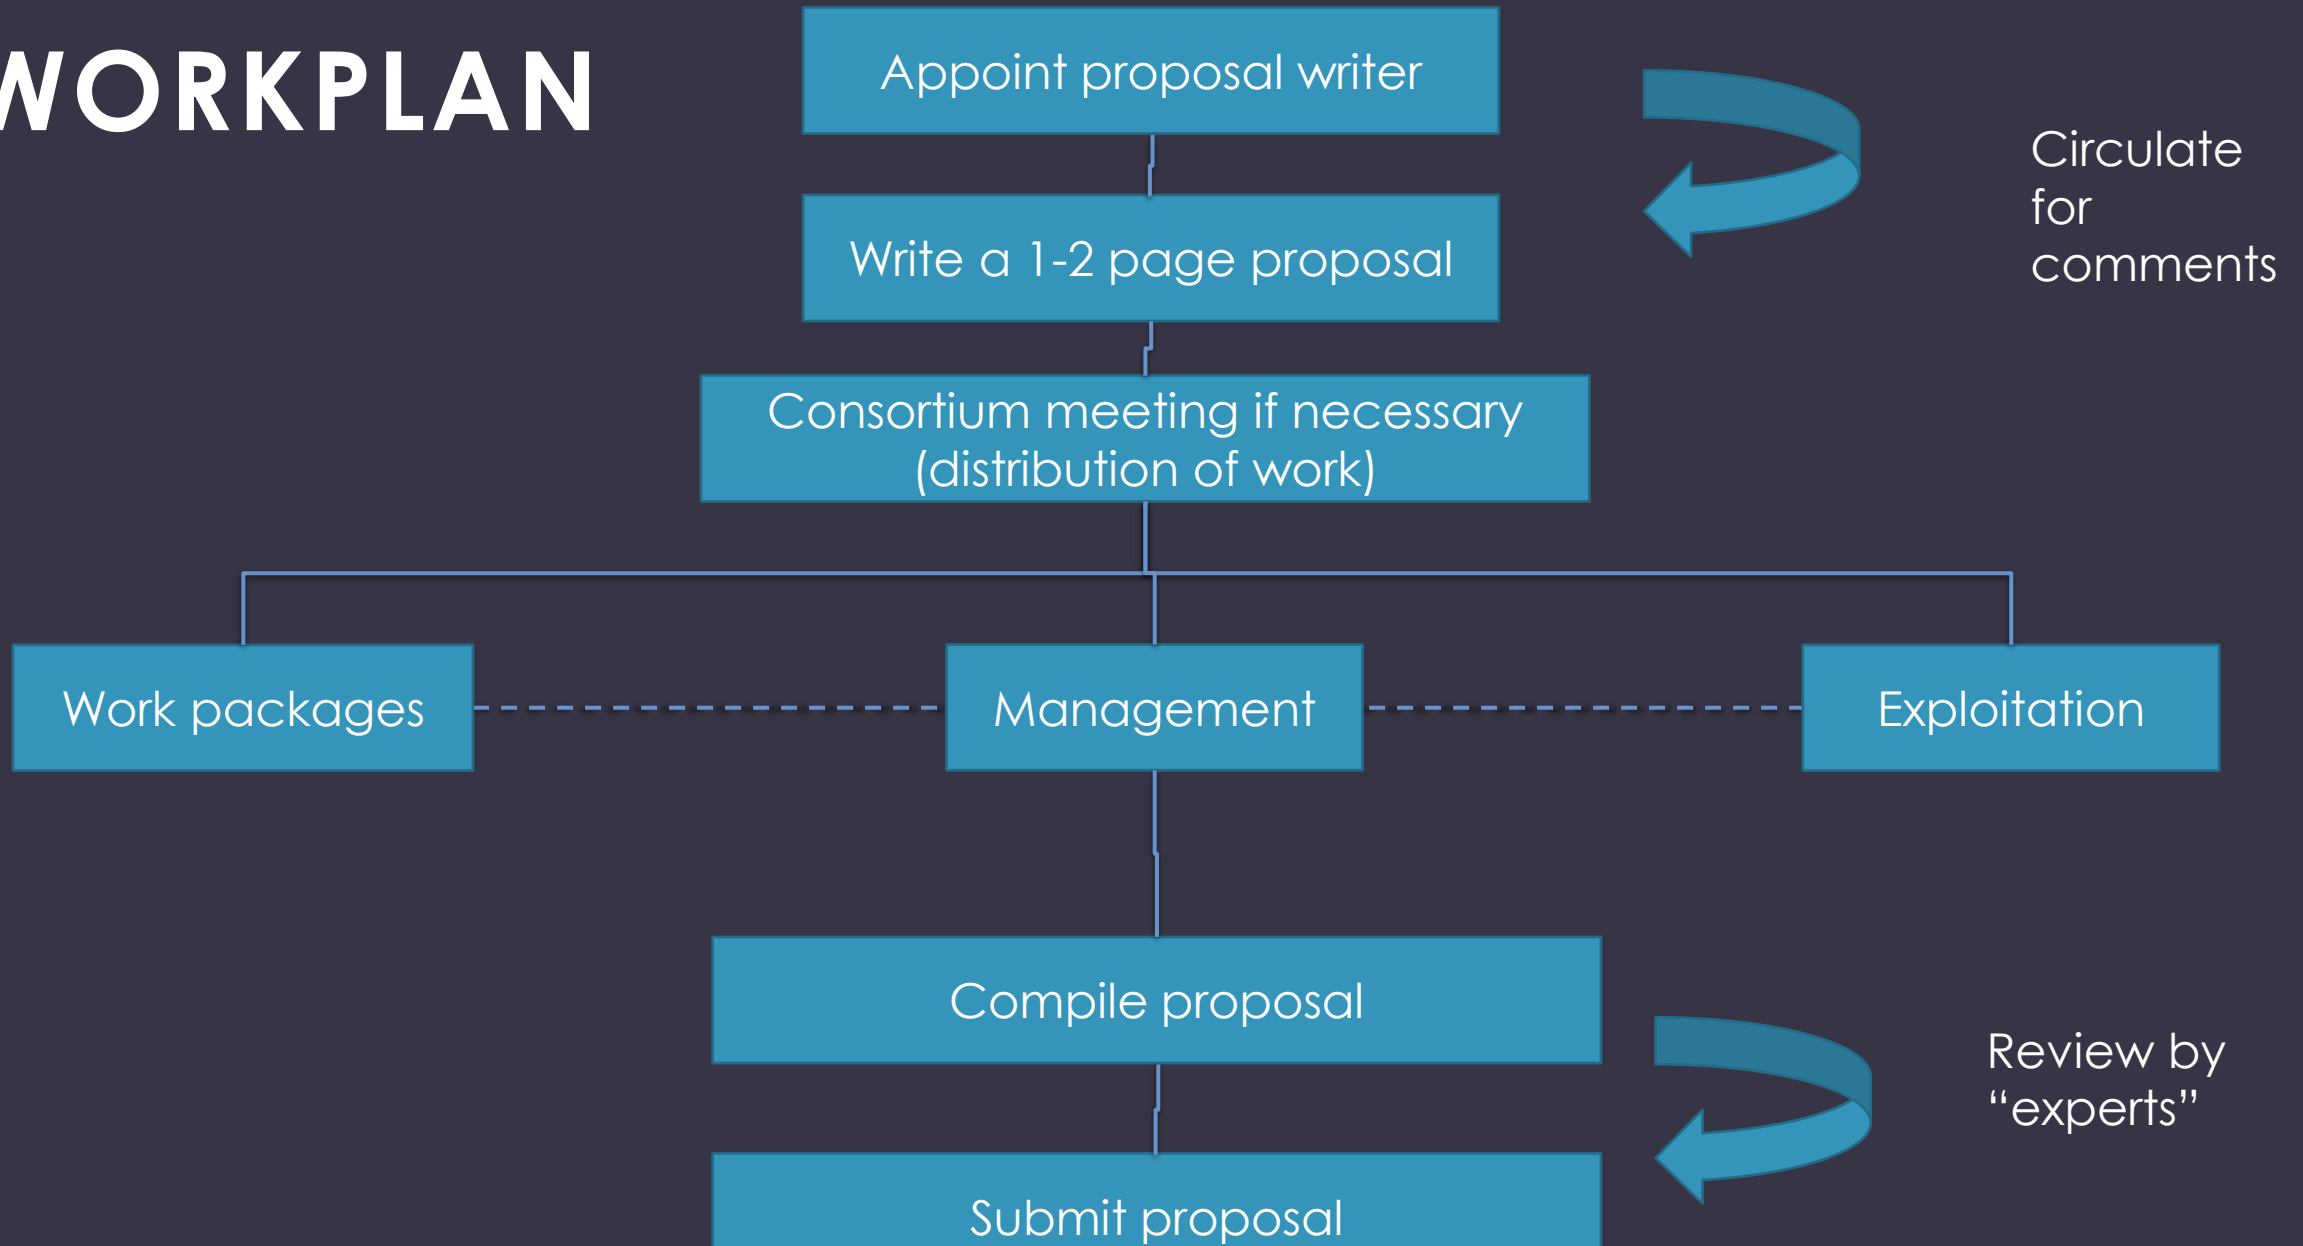 WORKPLAN
Appoint proposal writer
Circulate
for
comments
Write a 1-2 page proposal
Consortium meeting if necessary
(distribution of work)
Work packages
Management
Exploitation
Compile proposal
Review by
“experts”
Submit proposal